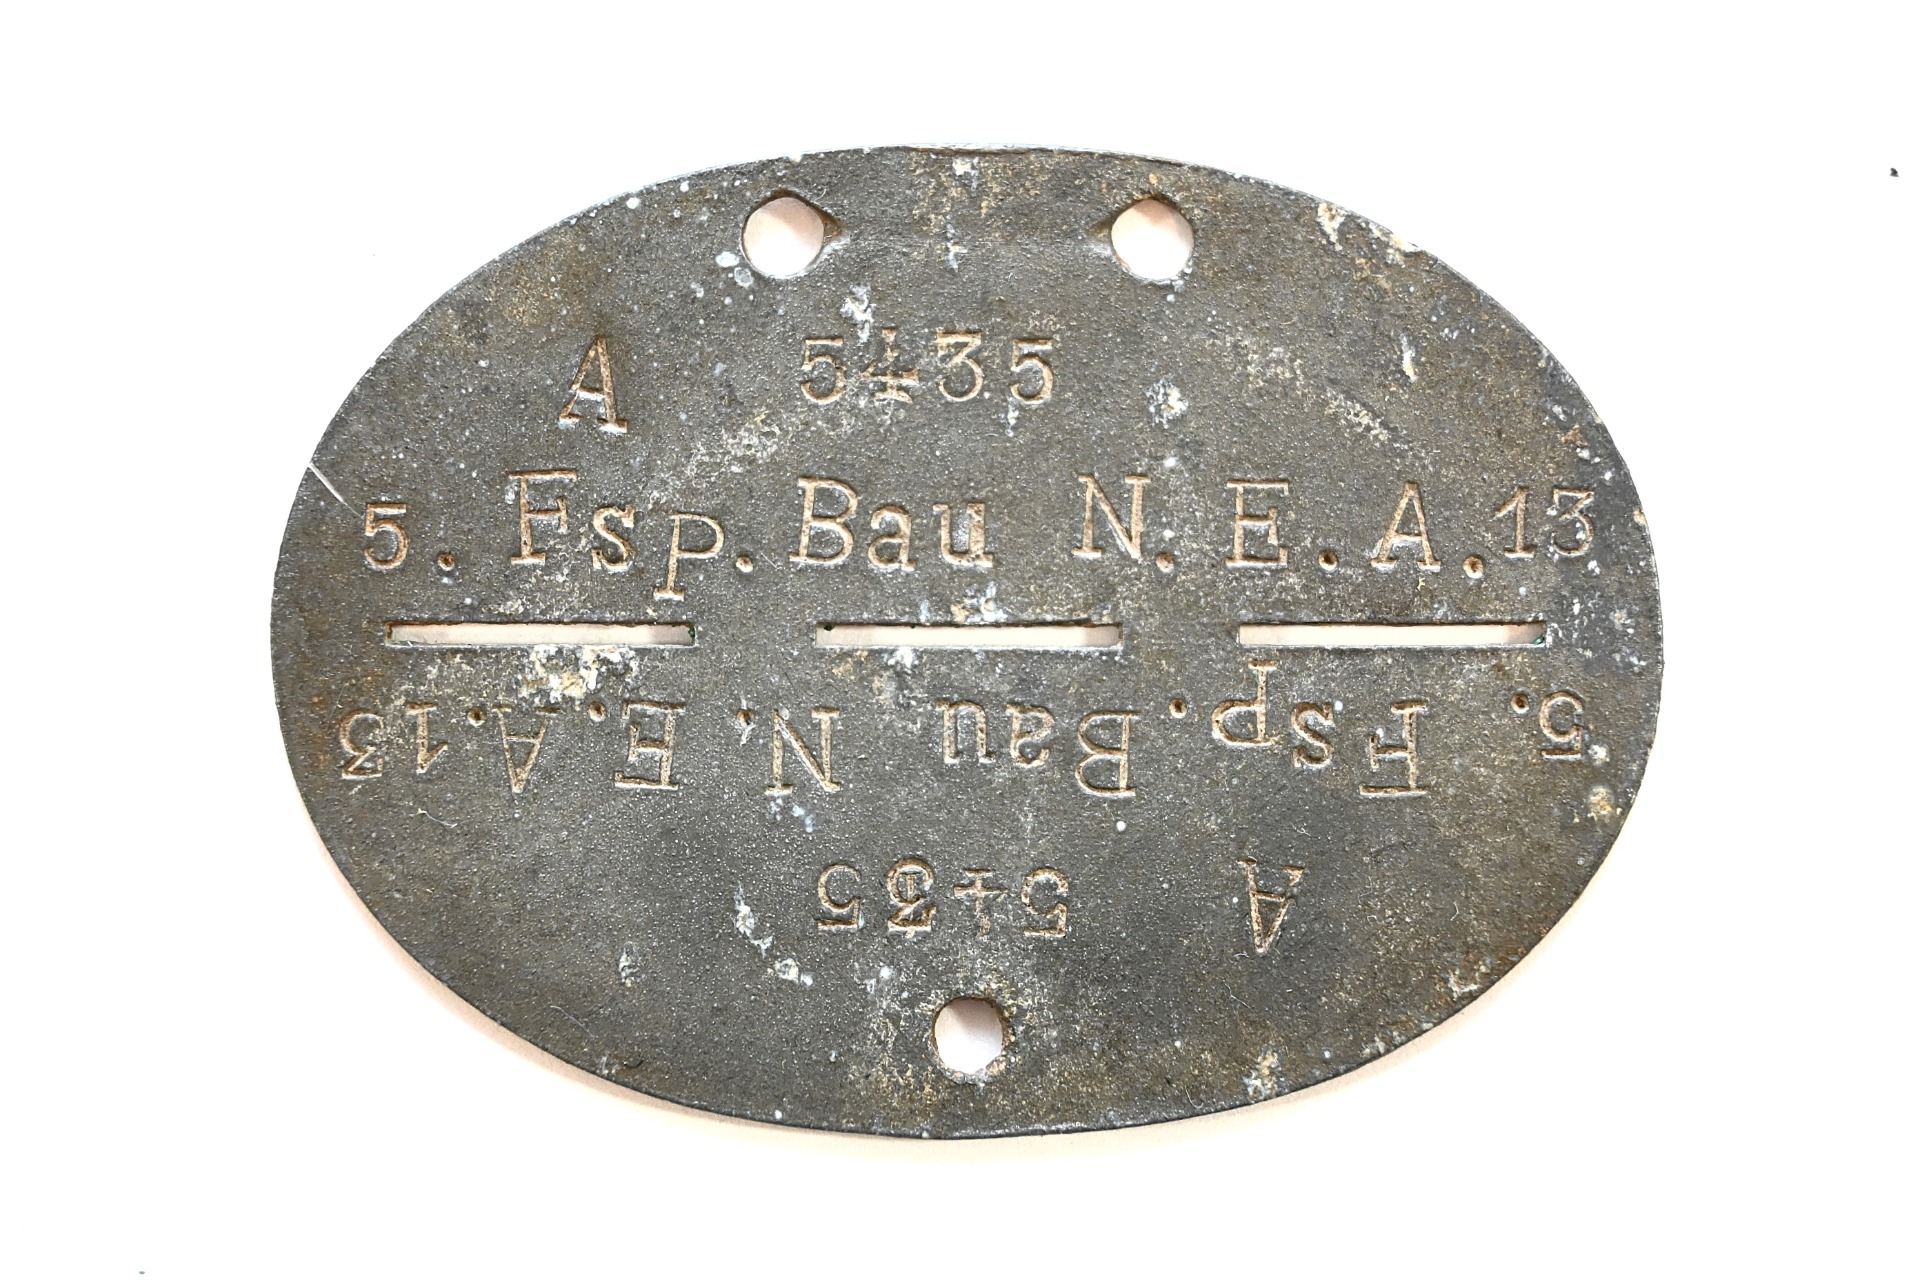 A 5435
5. Fsp. Bau N. E. A. 13
5. Fsp. Bau N. E. A. 13
A 5435